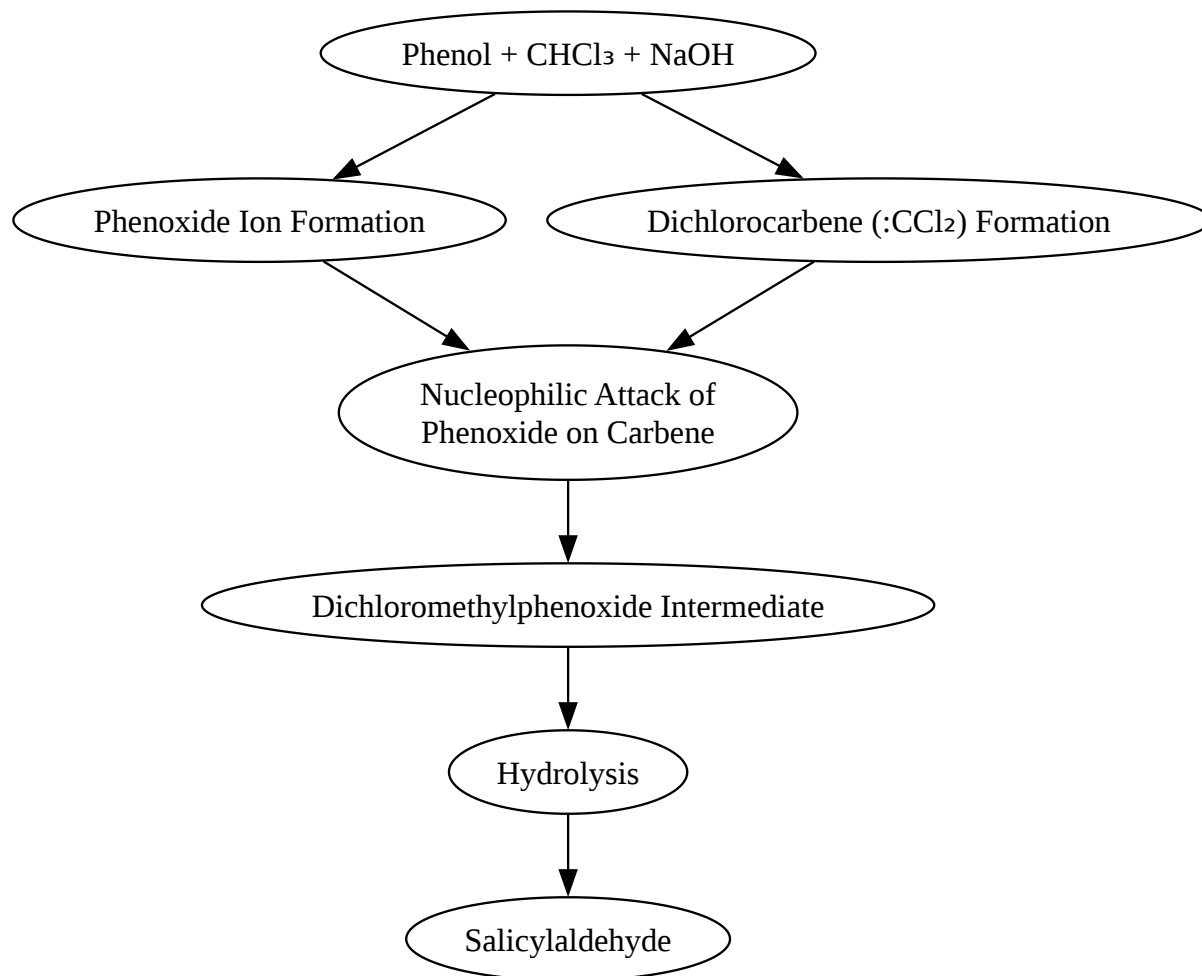 Phenol + CHCl₃ + NaOH
Phenoxide Ion Formation
Dichlorocarbene (:CCl₂) Formation
Nucleophilic Attack of
Phenoxide on Carbene
Dichloromethylphenoxide Intermediate
Hydrolysis
Salicylaldehyde